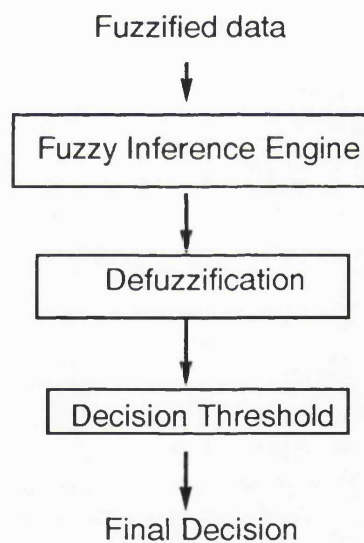 Fuzzified data
Fuzzy Inference Engine
Defuzzification
Decision Threshold
Final Decision